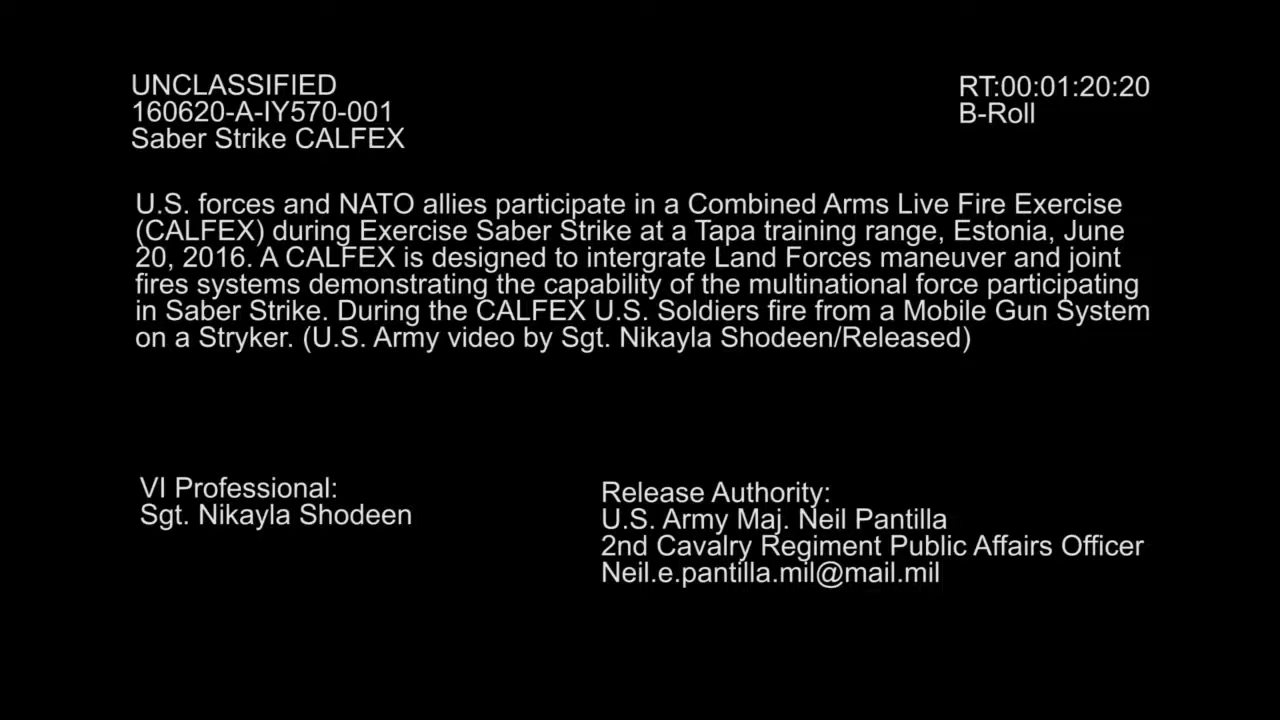 UNCLASSIFIED
160620-A-IY570-001
Saber Strike CALFEX
RT:00:01:20:20
B-Roll
U.S. forces and NATO allies participate in a Combined Arms Live Fire Exercise
(CALFEX) during Exercise Saber Strike at a Tapa training range, Estonia, June
20, 2016. A CALFEX is designed to intergrate Land Forces maneuver and joint
fires systems demonstrating the capability of the multinational force participating
in Saber Strike. During the CALFEX U.S. Soldiers fire from a Mobile Gun System
on a Stryker. (U.S. Army video by Sgt. Nikayla Shodeen/Released)
VI Professional:
Sgt. Nikayla Shodeen
Release Authority:
U.S. Army Maj. Neil Pantilla
2nd Cavalry Regiment Public Affairs Officer
Neil.e.pantilla.mil@mail.mil